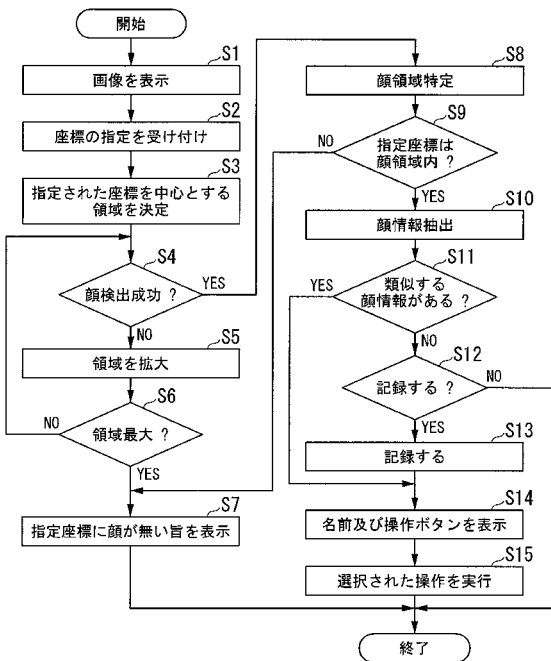 開始
S1
画像を表示
S2
座標の指定を受け付け
S3
指定された座標を中心とする
領域を決定
S4
顔検出成功 ?
YES
NO
S5
領域を拡大
S6
NO
領域最大 ?
YES
S7
指定座標に顔が無い旨を表示
S8
顔領域特定
S9
NO
指定座標は
顔領域内 ?
YES
S10
顔情報抽出
S11
YES
類似する
顔情報がある ?
NO
S12
NO
記録する ?
YES
S13
記録する
S14
名前及び操作ボタンを表示
S15
選択された操作を実行
終了